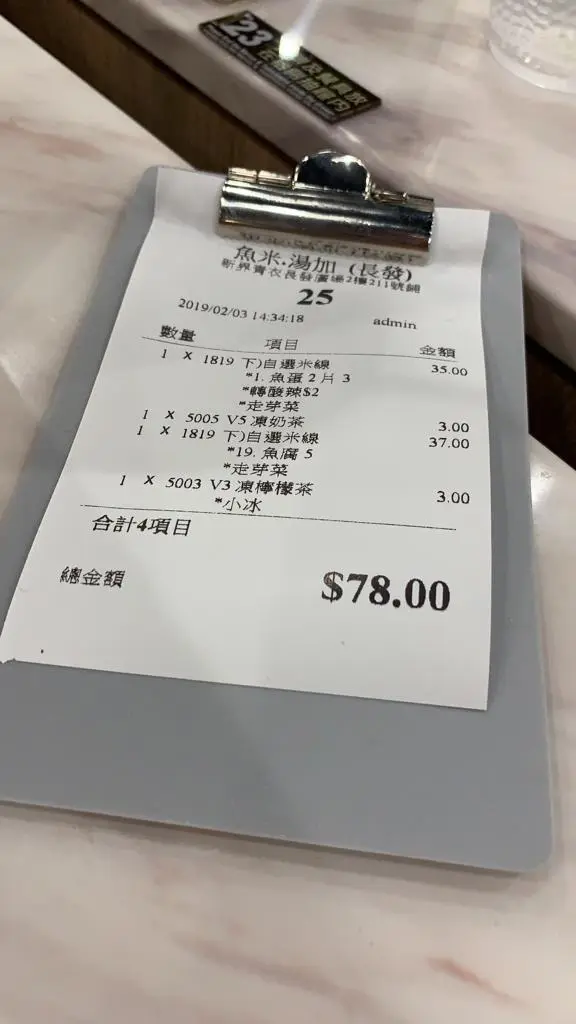 23
魚米.湯加 (長發)
新界青衣長發廣場2樓211號舖
25
2019/02/03 14:34:18 admin
數量 項目 金額
1 X 1819 下)自選米線 35.00
*1. 魚蛋 2 片 3
*轉酸辣$2
*走芽菜
1 X 5005 V5 凍奶茶 3.00
1 X 1819 下)自選米線 37.00
*19. 魚腐 5
*走芽菜
1 X 5003 V3 凍檸檬茶 3.00
*小冰
合計4項目
總金額 $78.00